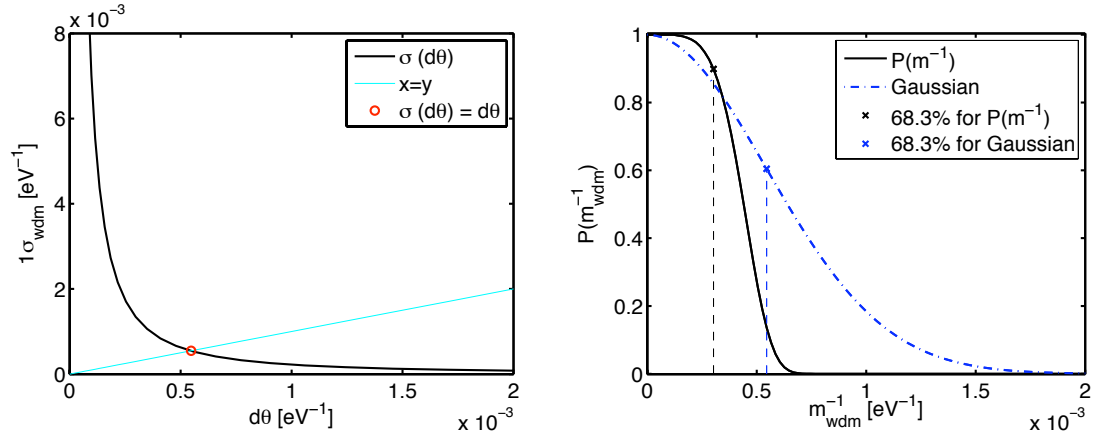 x 10⁻³
8
6
4
2
0
1σ_wdm [eV⁻¹]
σ (dθ)
x=y
σ (dθ) = dθ
0 0.5 1 1.5 2
dθ [eV⁻¹]
x 10⁻³
1
0.8
0.6
0.4
0.2
0
P(m⁻¹_wdm)
P(m⁻¹)
Gaussian
68.3% for P(m⁻¹)
68.3% for Gaussian
0 0.5 1 1.5 2
m⁻¹_wdm [eV⁻¹]
x 10⁻³